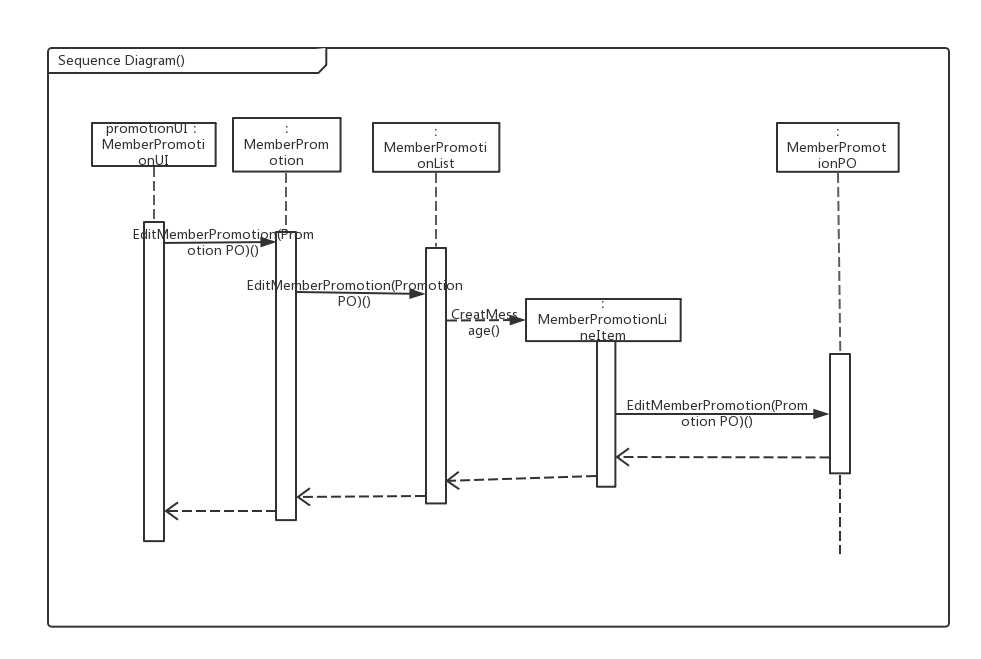 Sequence Diagram()
promotionUI :
MemberPromoti
onUI
:
MemberProm
otion
:
MemberPromoti
onList
:
MemberPromot
ionPO
EditMemberPromotion(Prom
otion PO)()
EditMemberPromotion(Promotion
PO)()
CreatMess
age()
:
MemberPromotionLi
neItem
EditMemberPromotion(Prom
otion PO)()